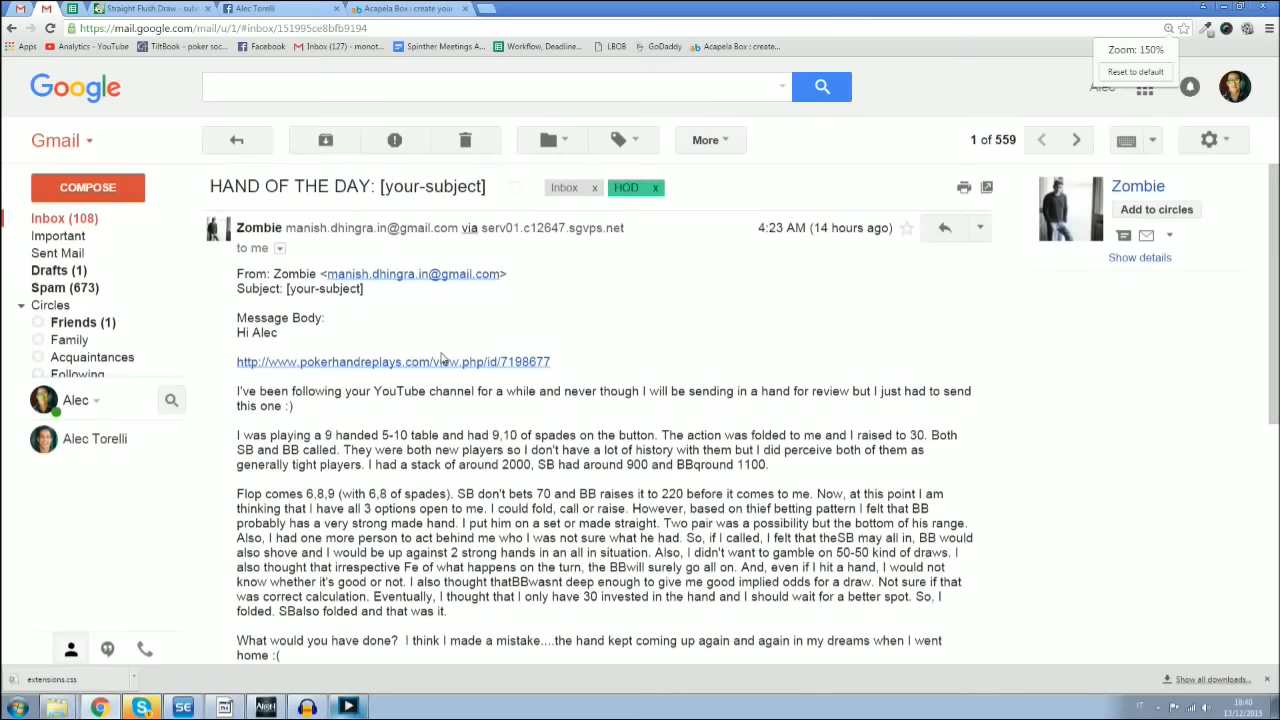 Straight Flush Draw - sub
Alec Torelli
Acapela Box : create your
https://mail.google.com/mail/u/1/#inbox/151995ce8bfb9194
Apps
Analytics - YouTube
TiltBook - poker soc...
Facebook
Inbox (127) - monot...
Spinther Meetings A...
Workflow, Deadline...
LBOB
GoDaddy
Acapela Box : create...
Zoom: 150%
Reset to default
Google
Alec
Gmail
More
1 of 559
COMPOSE
Inbox (108)
Important
Sent Mail
Drafts (1)
Spam (673)
Circles
Friends (1)
Family
Acquaintances
Following
Alec
Alec Torelli
HAND OF THE DAY: [your-subject]
Inbox x
HOD x
Zombie manish.dhingra.in@gmail.com via serv01.c12647.sgvps.net
4:23 AM (14 hours ago)
to me
From: Zombie <manish.dhingra.in@gmail.com>
Subject: [your-subject]
Message Body:
Hi Alec
http://www.pokerhandreplays.com/view.php/id/7198677
I've been following your YouTube channel for a while and never though I will be sending in a hand for review but I just had to send
this one :)
I was playing a 9 handed 5-10 table and had 9,10 of spades on the button. The action was folded to me and I raised to 30. Both
SB and BB called. They were both new players so I don't have a lot of history with them but I did perceive both of them as
generally tight players. I had a stack of around 2000, SB had around 900 and BBqround 1100.
Flop comes 6,8,9 (with 6,8 of spades). SB don't bets 70 and BB raises it to 220 before it comes to me. Now, at this point I am
thinking that I have all 3 options open to me. I could fold, call or raise. However, based on thief betting pattern I felt that BB
probably has a very strong made hand. I put him on a set or made straight. Two pair was a possibility but the bottom of his range.
Also, I had one more person to act behind me who I was not sure what he had. So, if I called, I felt that theSB may all in, BB would
also shove and I would be up against 2 strong hands in an all in situation. Also, I didn't want to gamble on 50-50 kind of draws. I
also thought that irrespective Fe of what happens on the turn, the BBwill surely go all on. And, even if I hit a hand, I would not
know whether it's good or not. I also thought thatBBwasnt deep enough to give me good implied odds for a draw. Not sure if that
was correct calculation. Eventually, I thought that I only have 30 invested in the hand and I should wait for a better spot. So, I
folded. SBalso folded and that was it.
What would you have done? I think I made a mistake....the hand kept coming up again and again in my dreams when I went
home :(
Zombie
Add to circles
Show details
extensions.css
Show all downloads...
IT
18:40
13/12/2015